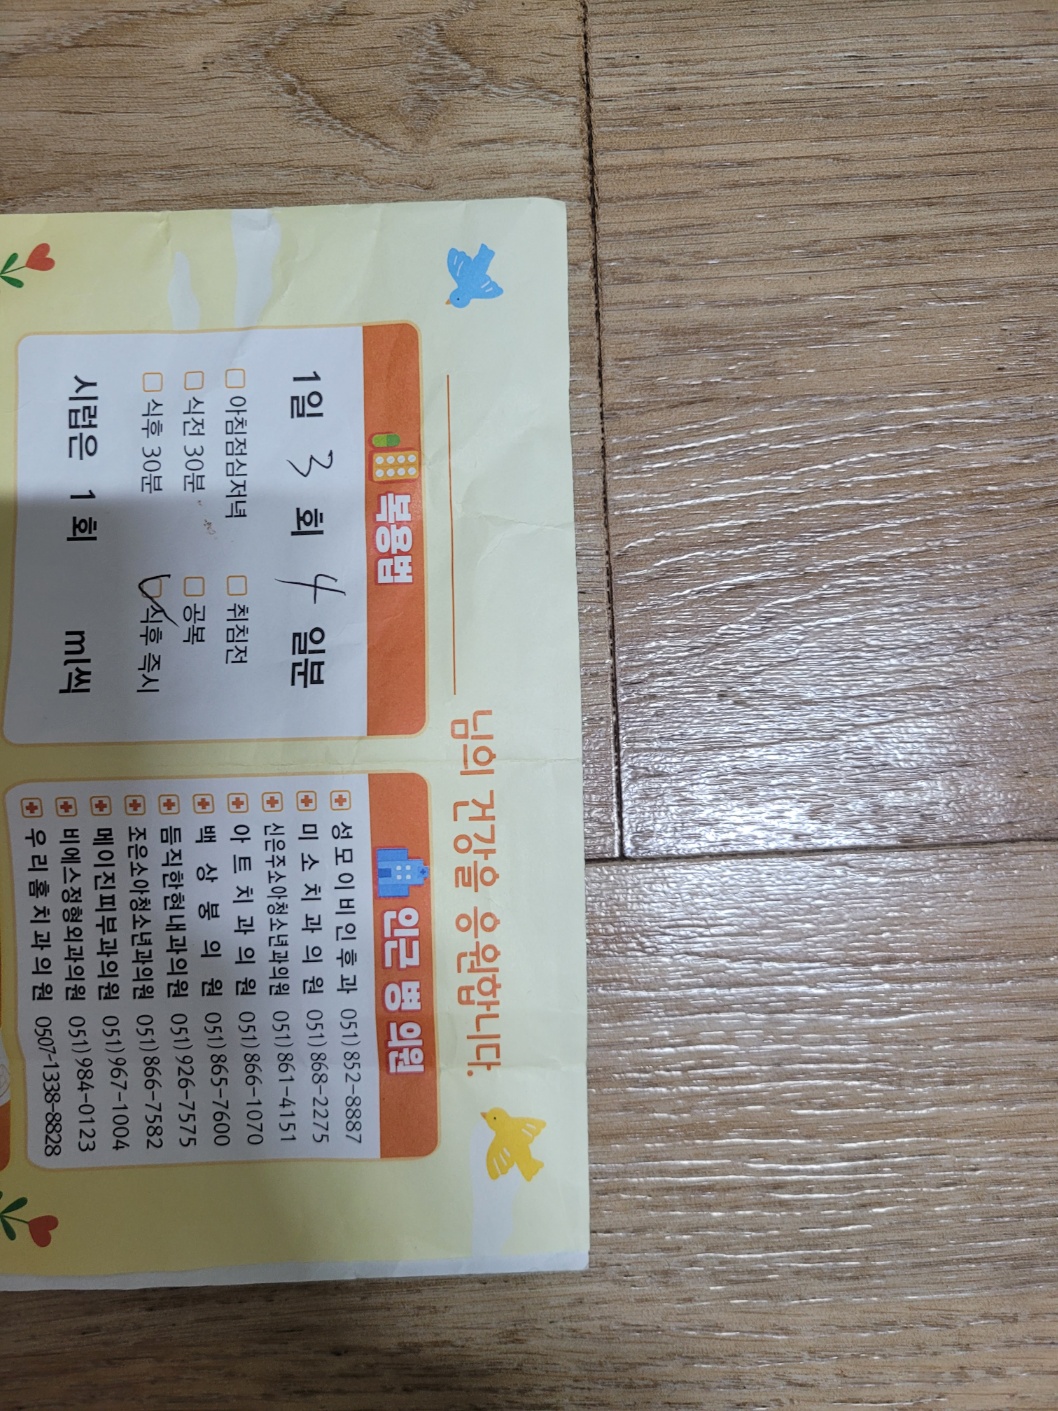 님의 건강을 응원합니다.
복용법
1일 3 회 4 일분
아침점심저녁 취침전
식전 30분 공복
식후 30분 식후 즉시
시럽은 1 회 ml씩
인근 병 의원
성모이비인후과 051) 852-8887
미소치과의원 051) 868-2275
신은주소아청소년과의원 051) 861-4151
아트치과의원 051) 866-1070
백상봉의원 051) 865-7600
듬직한현내과의원 051) 926-7575
조은소아청소년과의원 051) 866-7582
메이진피부과의원 051) 967-1004
비애스정형외과의원 051) 984-0123
우리홈치과의원 0507-1338-8828